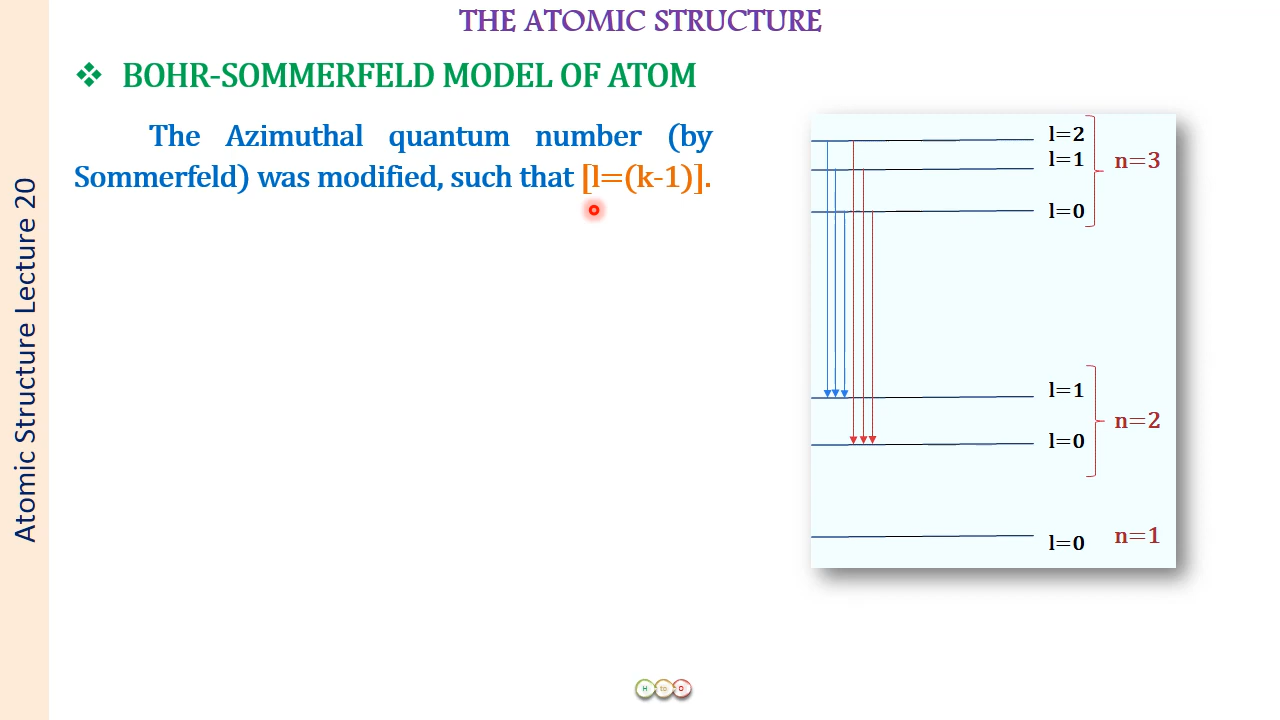 THE ATOMIC STRUCTURE
❖ BOHR-SOMMERFELD MODEL OF ATOM
The Azimuthal quantum number (by
Sommerfeld) was modified, such that [l=(k-1)].
Atomic Structure Lecture 20
l=2
l=1
n=3
l=0
l=1
n=2
l=0
l=0
n=1
H to O